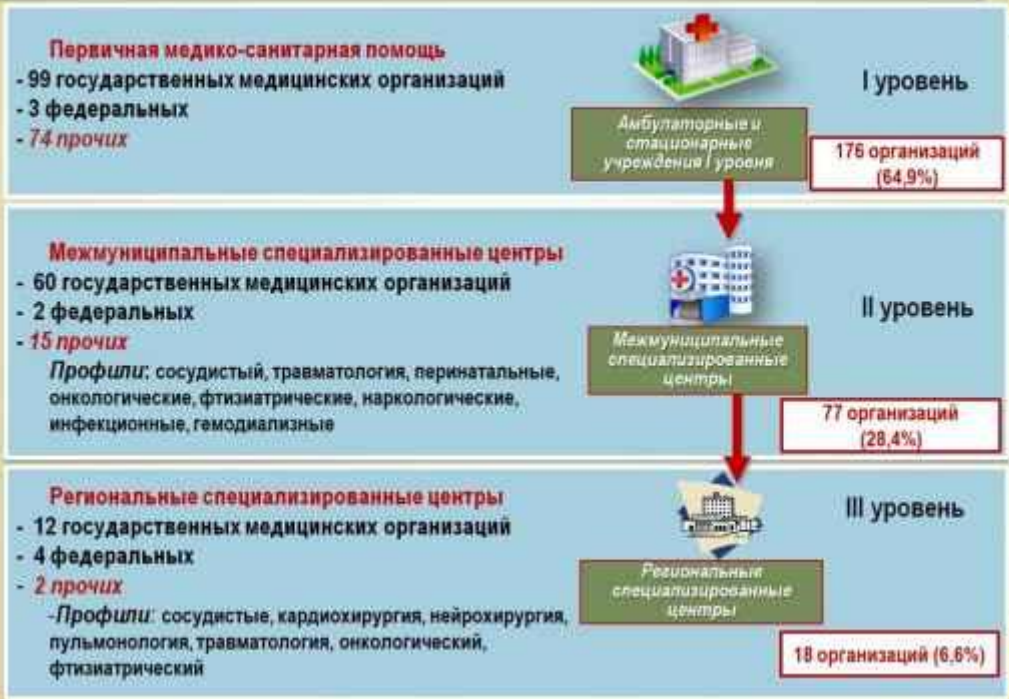 Первичная медико-санитарная помощь
- 99 государственных медицинских организаций
- 3 федеральных
- 74 прочих
Амбулаторные и
стационарные
учреждения I уровня
I уровень
176 организаций
(64,9%)
Межмуниципальные специализированные центры
- 60 государственных медицинских организаций
- 2 федеральных
- 15 прочих
Профили: сосудистый, травматология, перинатальные,
онкологические, фтизиатрические, наркологические,
инфекционные, гемодиализные
Межмуниципальные
специализированные
центры
II уровень
77 организаций
(28,4%)
Региональные специализированные центры
- 12 государственных медицинских организаций
- 4 федеральных
- 2 прочих
-Профили: сосудистые, кардиохирургия, нейрохирургия,
пульмонология, травматология, онкологический,
фтизиатрический
Региональные
специализированные
центры
III уровень
18 организаций (6,6%)